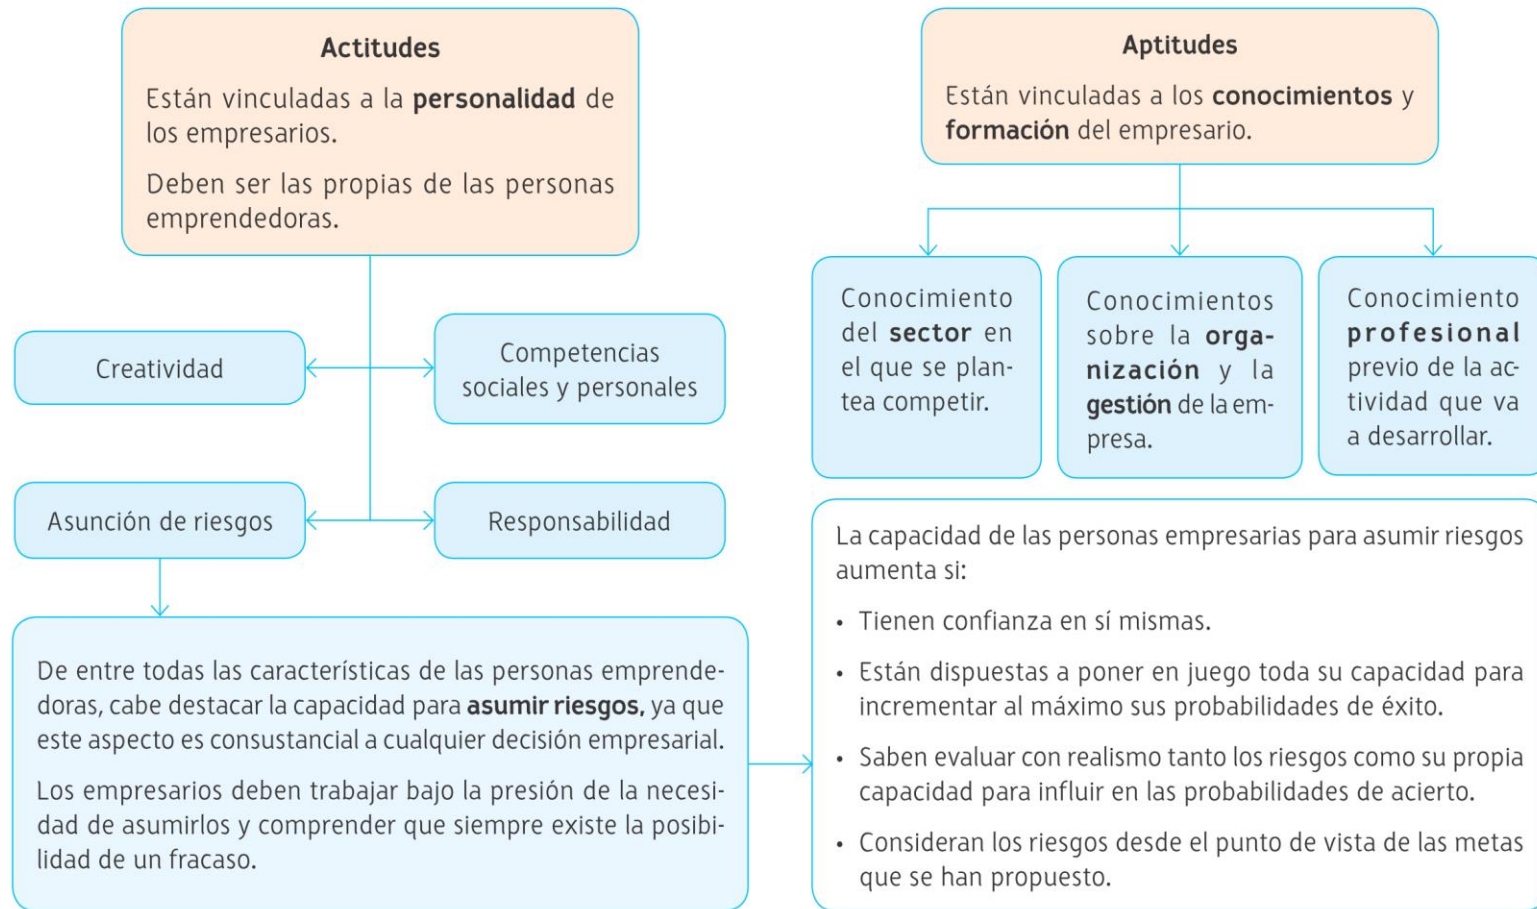 Actitudes
Están vinculadas a la personalidad de
los empresarios.
Deben ser las propias de las personas
emprendedoras.
Creatividad
Competencias
sociales y personales
Asunción de riesgos
Responsabilidad
De entre todas las características de las personas emprende-
doras, cabe destacar la capacidad para asumir riesgos, ya que
este aspecto es consustancial a cualquier decisión empresarial.
Los empresarios deben trabajar bajo la presión de la necesi-
dad de asumirlos y comprender que siempre existe la posibi-
lidad de un fracaso.
Aptitudes
Están vinculadas a los conocimientos y
formación del empresario.
Conocimiento
del sector en
el que se plan-
tea competir.
Conocimientos
sobre la orga-
nización y la
gestión de la em-
presa.
Conocimiento
profesional
previo de la ac-
tividad que va
a desarrollar.
La capacidad de las personas empresarias para asumir riesgos
aumenta si:
• Tienen confianza en sí mismas.
• Están dispuestas a poner en juego toda su capacidad para
incrementar al máximo sus probabilidades de éxito.
• Saben evaluar con realismo tanto los riesgos como su propia
capacidad para influir en las probabilidades de acierto.
• Consideran los riesgos desde el punto de vista de las metas
que se han propuesto.